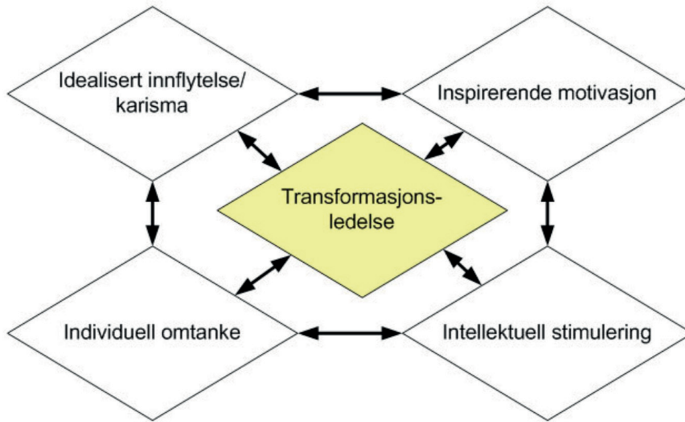 Idealisert innflytelse/
karisma
Inspirerende motivasjon
Transformasjons-
ledelse
Individuell omtanke
Intellektuell stimulering